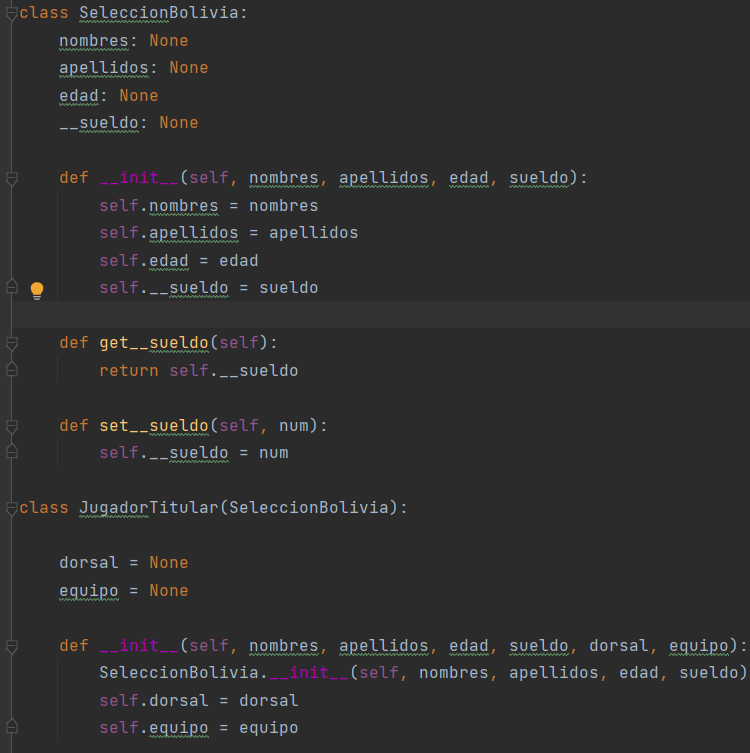 class SeleccionBolivia:
    nombres: None
    apellidos: None
    edad: None
    __sueldo: None

    def __init__(self, nombres, apellidos, edad, sueldo):
        self.nombres = nombres
        self.apellidos = apellidos
        self.edad = edad
        self.__sueldo = sueldo

    def get__sueldo(self):
        return self.__sueldo

    def set__sueldo(self, num):
        self.__sueldo = num

class JugadorTitular(SeleccionBolivia):

    dorsal = None
    equipo = None

    def __init__(self, nombres, apellidos, edad, sueldo, dorsal, equipo):
        SeleccionBolivia.__init__(self, nombres, apellidos, edad, sueldo)
        self.dorsal = dorsal
        self.equipo = equipo